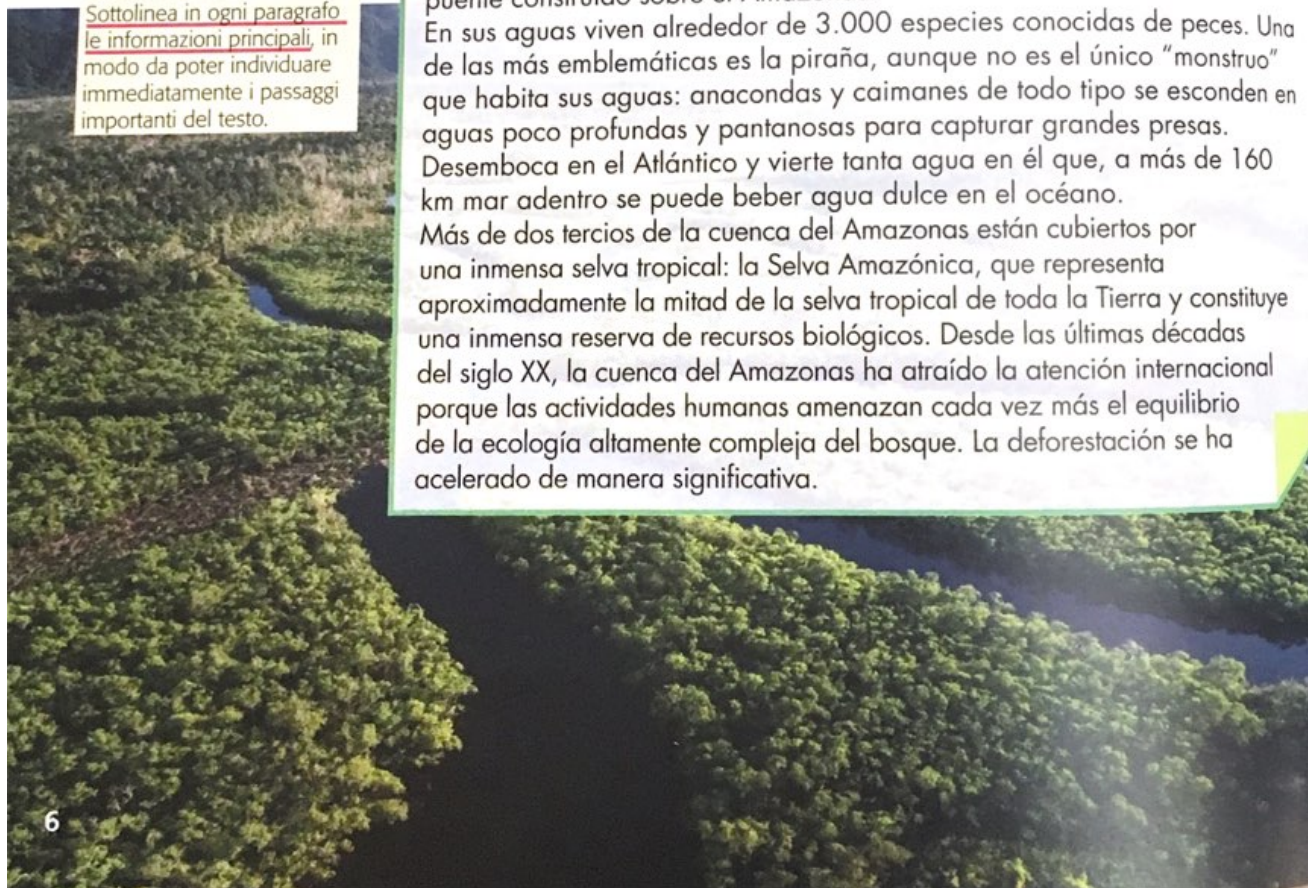 Sottolinea in ogni paragrafo
le informazioni principali, in
modo da poter individuare
immediatamente i passaggi
importanti del testo.
puente construido sobre el
En sus aguas viven alrededor de 3.000 especies conocidas de peces. Una
de las más emblemáticas es la piraña, aunque no es el único "monstruo"
que habita sus aguas: anacondas y caimanes de todo tipo se esconden en
aguas poco profundas y pantanosas para capturar grandes presas.
Desemboca en el Atlántico y vierte tanta agua en él que, a más de 160
km mar adentro se puede beber agua dulce en el océano.
Más de dos tercios de la cuenca del Amazonas están cubiertos por
una inmensa selva tropical: la Selva Amazónica, que representa
aproximadamente la mitad de la selva tropical de toda la Tierra y constituye
una inmensa reserva de recursos biológicos. Desde las últimas décadas
del siglo XX, la cuenca del Amazonas ha atraído la atención internacional
porque las actividades humanas amenazan cada vez más el equilibrio
de la ecología altamente compleja del bosque. La deforestación se ha
acelerado de manera significativa.
6